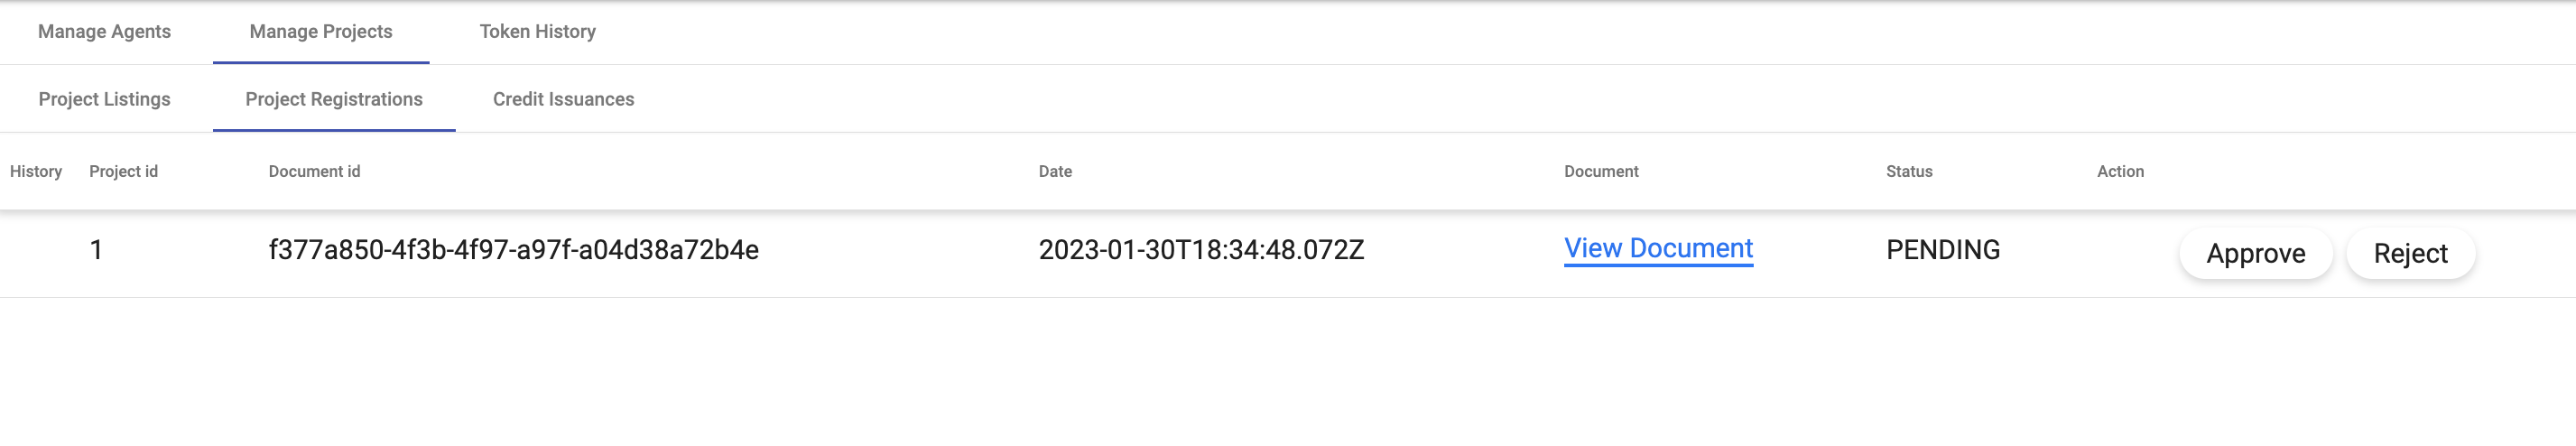 Manage Agents Manage Projects Token History
Project Listings Project Registrations Credit Issuances
History Project id Document id Date Document Status Action
1 f377a850-4f3b-4f97-a97f-a04d38a72b4e 2023-01-30T18:34:48.072Z View Document PENDING Approve Reject